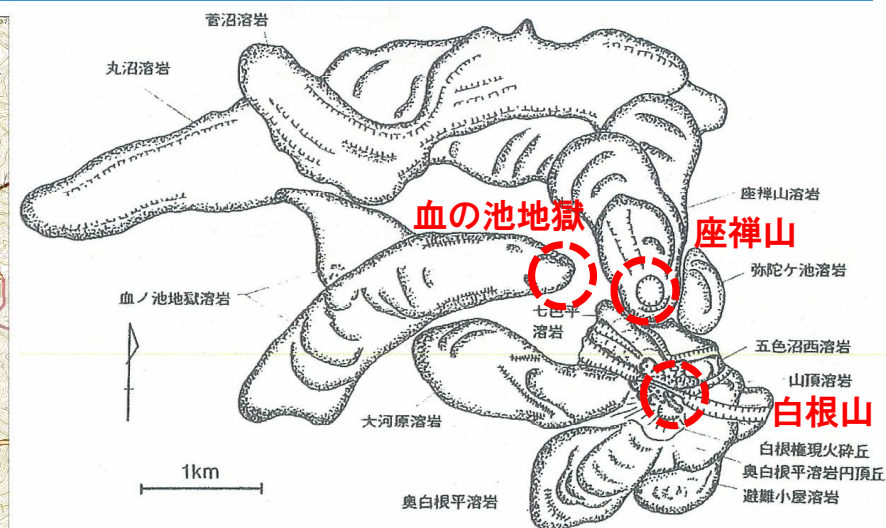 菅沼溶岩
丸沼溶岩
座禅山溶岩
血の池地獄
座禅山
弥陀ケ池溶岩
血ノ池地獄溶岩
七色平
溶岩
五色沼西溶岩
山頂溶岩
白根山
大河原溶岩
白根権現火砕丘
1km
奥白根平溶岩円頂丘
奥白根平溶岩
避難小屋溶岩